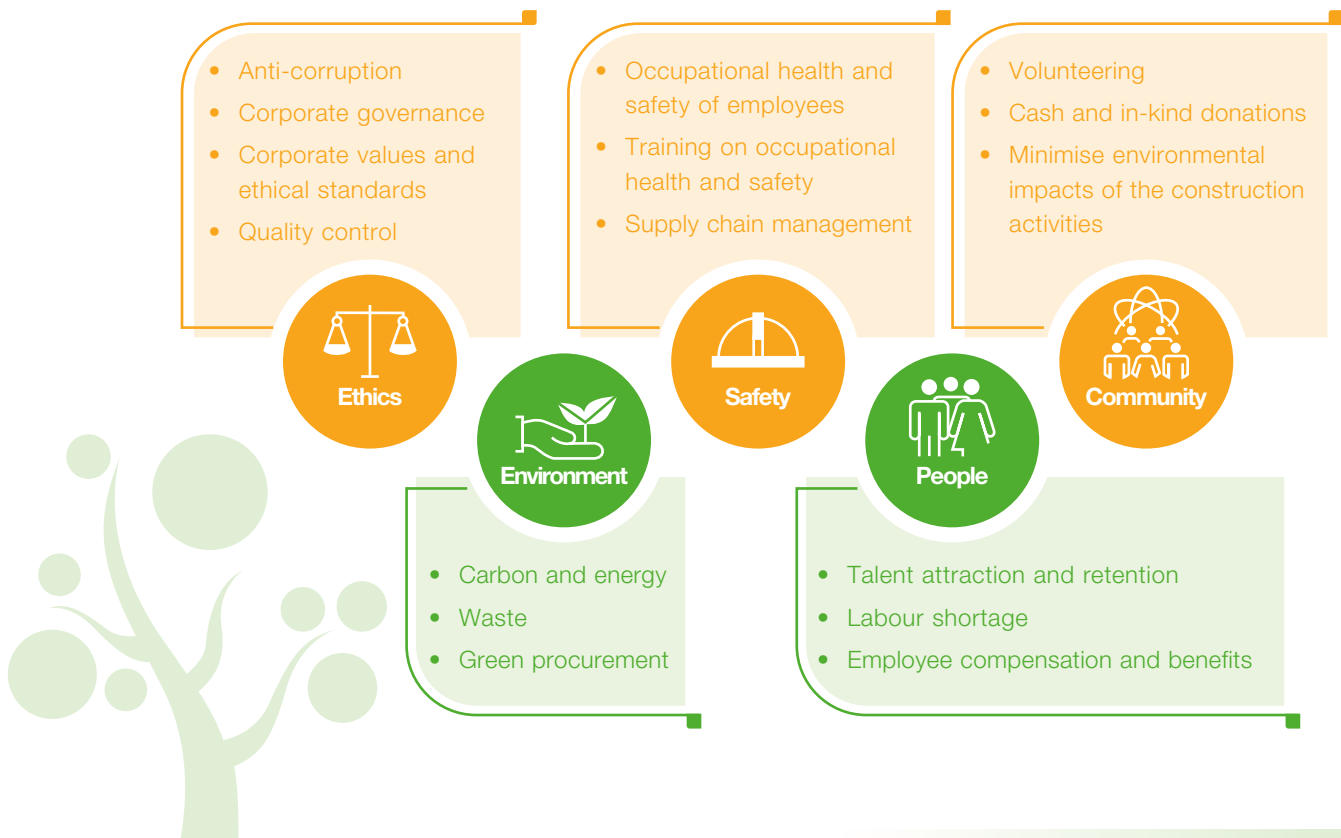 • Anti-corruption
• Corporate governance
• Corporate values and
ethical standards
• Quality control
Ethics
• Occupational health and
safety of employees
• Training on occupational
health and safety
• Supply chain management
Safety
• Volunteering
• Cash and in-kind donations
• Minimise environmental
impacts of the construction
activities
Community
Environment
• Carbon and energy
• Waste
• Green procurement
People
• Talent attraction and retention
• Labour shortage
• Employee compensation and benefits